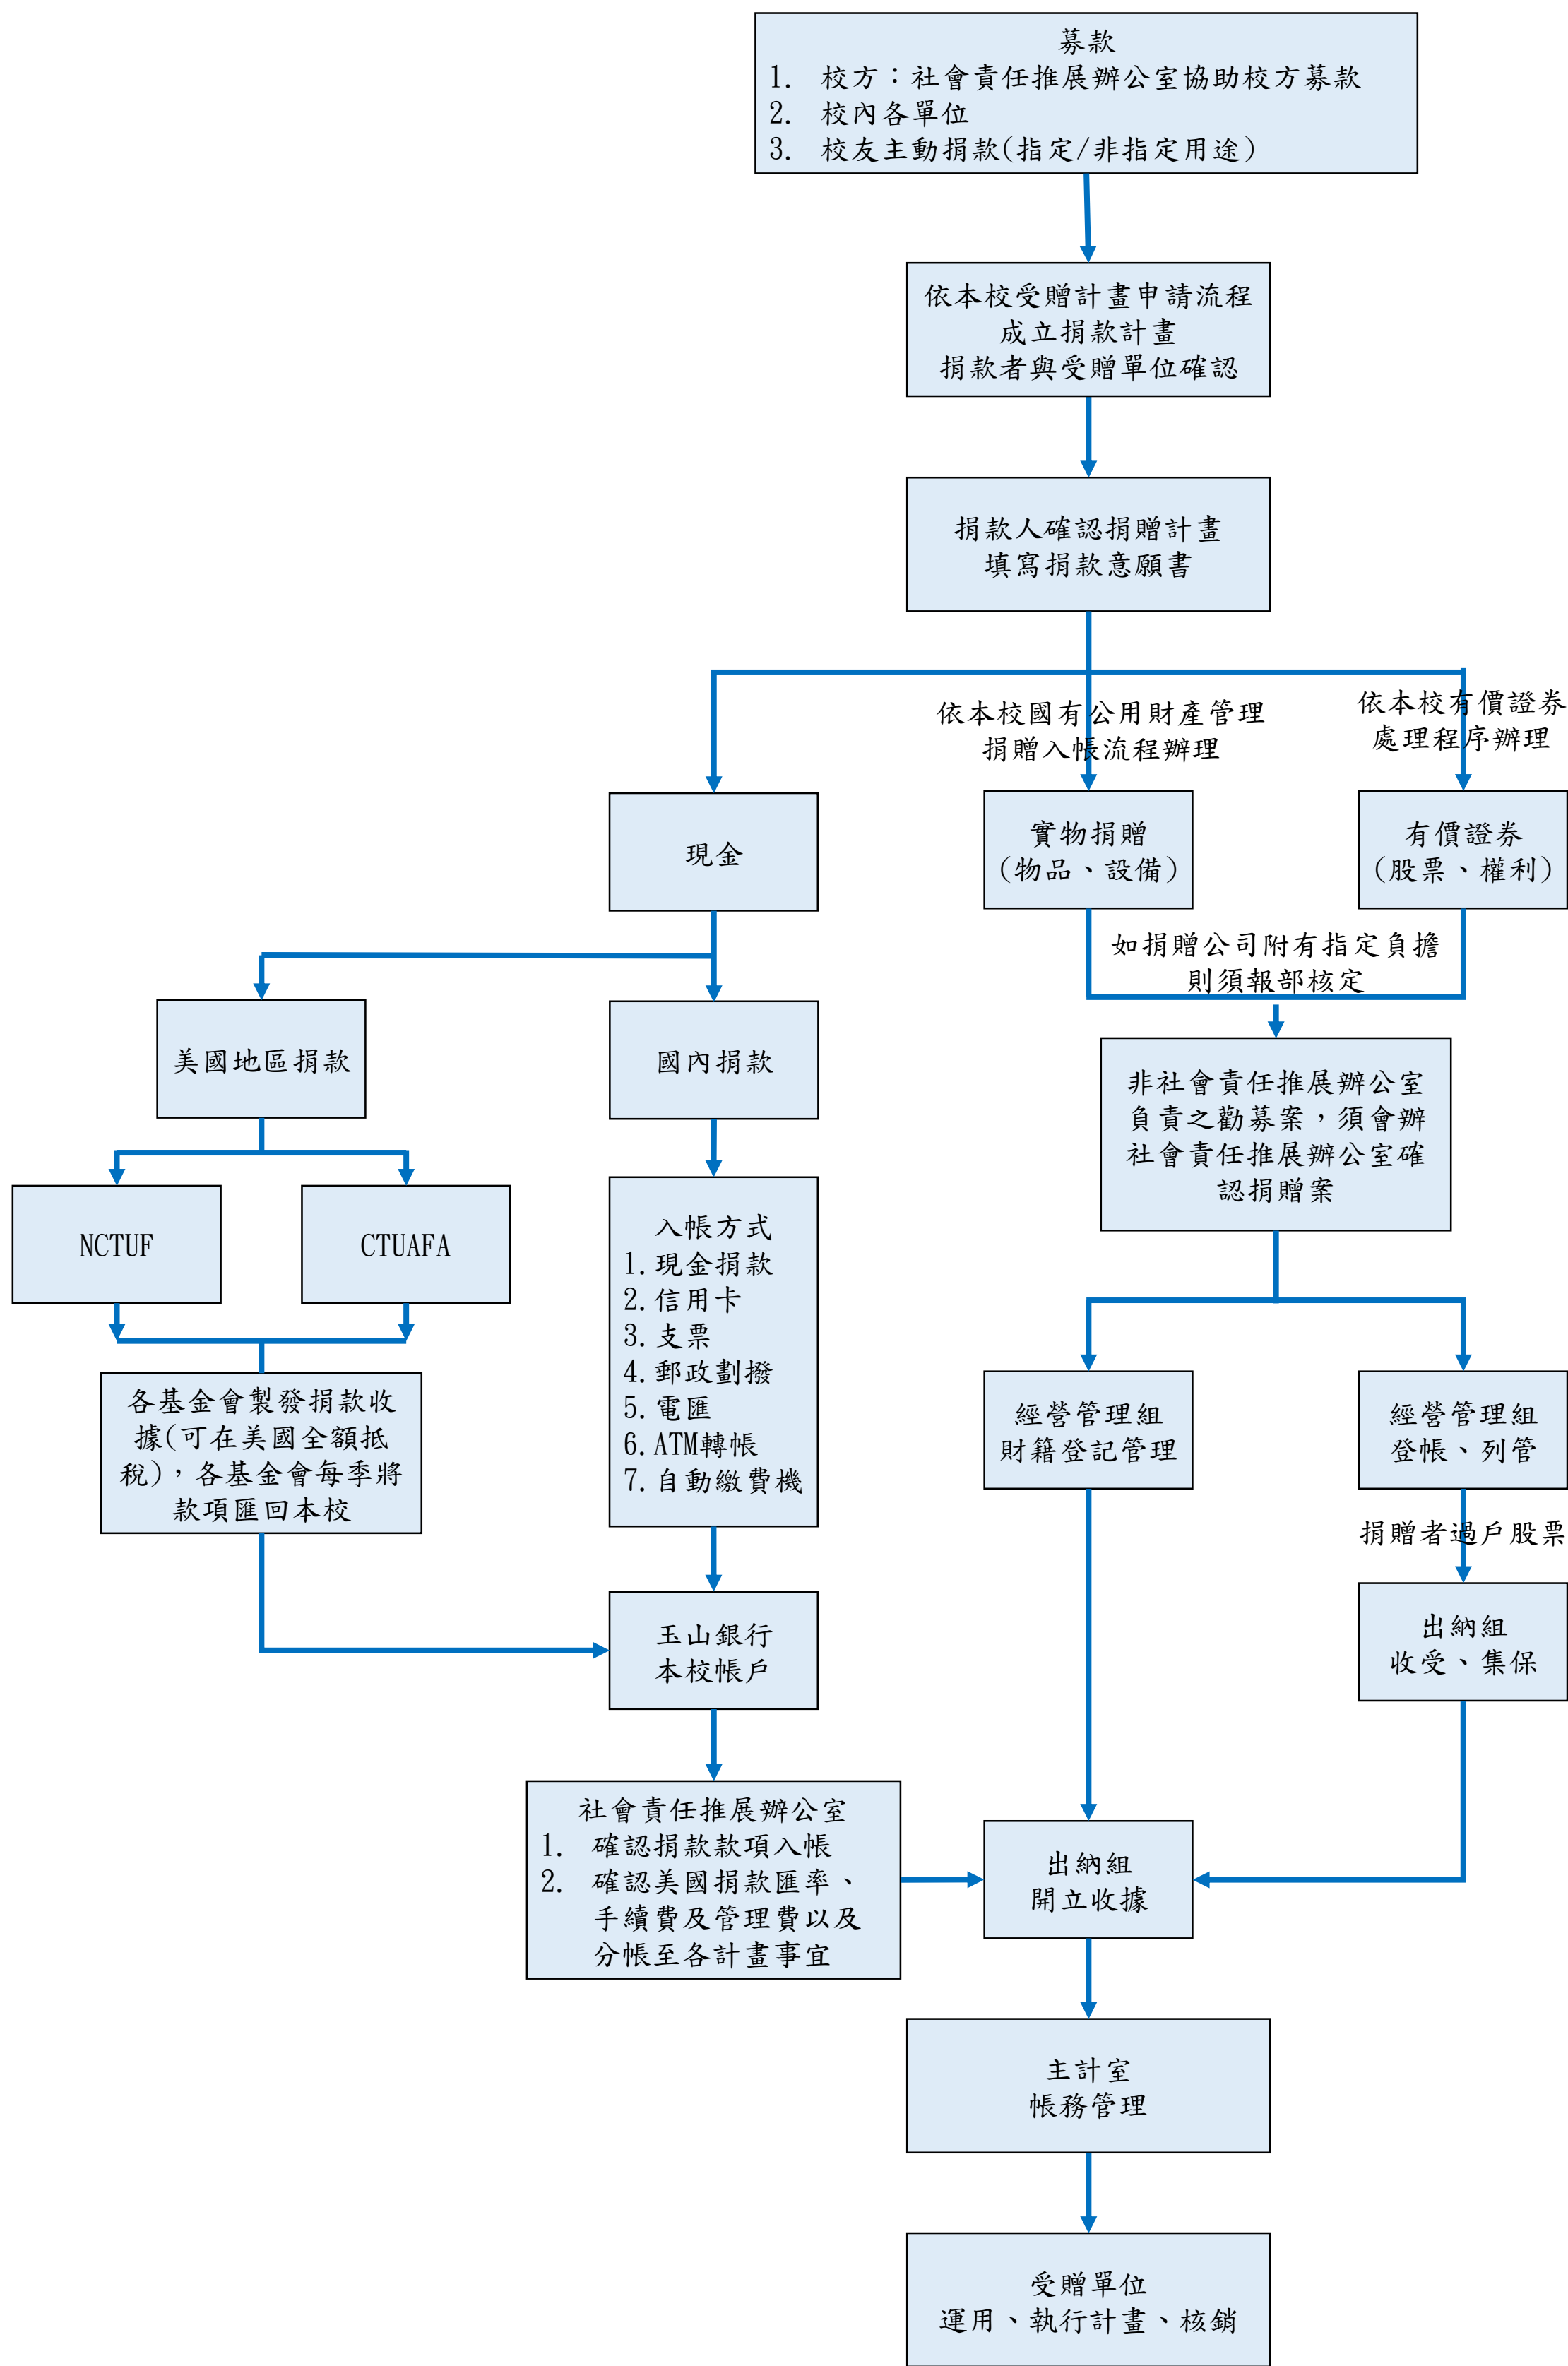 募款
1. 校方：社會責任推展辦公室協助校方募款
2. 校內各單位
3. 校友主動捐款(指定/非指定用途)
依本校受贈計畫申請流程
成立捐款計畫
捐款者與受贈單位確認
捐款人確認捐贈計畫
填寫捐款意願書
依本校國有公用財產管理
捐贈入帳流程辦理
依本校有價證券
處理程序辦理
現金
實物捐贈
(物品、設備)
有價證券
(股票、權利)
如捐贈公司附有指定負擔
則須報部核定
美國地區捐款
國內捐款
非社會責任推展辦公室
負責之勸募案，須會辦
社會責任推展辦公室確
認捐贈案
NCTUF
CTUAFA
入帳方式
1.現金捐款
2.信用卡
3.支票
4.郵政劃撥
5.電匯
6.ATM轉帳
7.自動繳費機
各基金會製發捐款收
據(可在美國全額抵
稅)，各基金會每季將
款項匯回本校
經營管理組
財籍登記管理
經營管理組
登帳、列管
捐贈者過戶股票
玉山銀行
本校帳戶
出納組
收受、集保
社會責任推展辦公室
1. 確認捐款款項入帳
2. 確認美國捐款匯率、
手續費及管理費以及
分帳至各計畫事宜
出納組
開立收據
主計室
帳務管理
受贈單位
運用、執行計畫、核銷